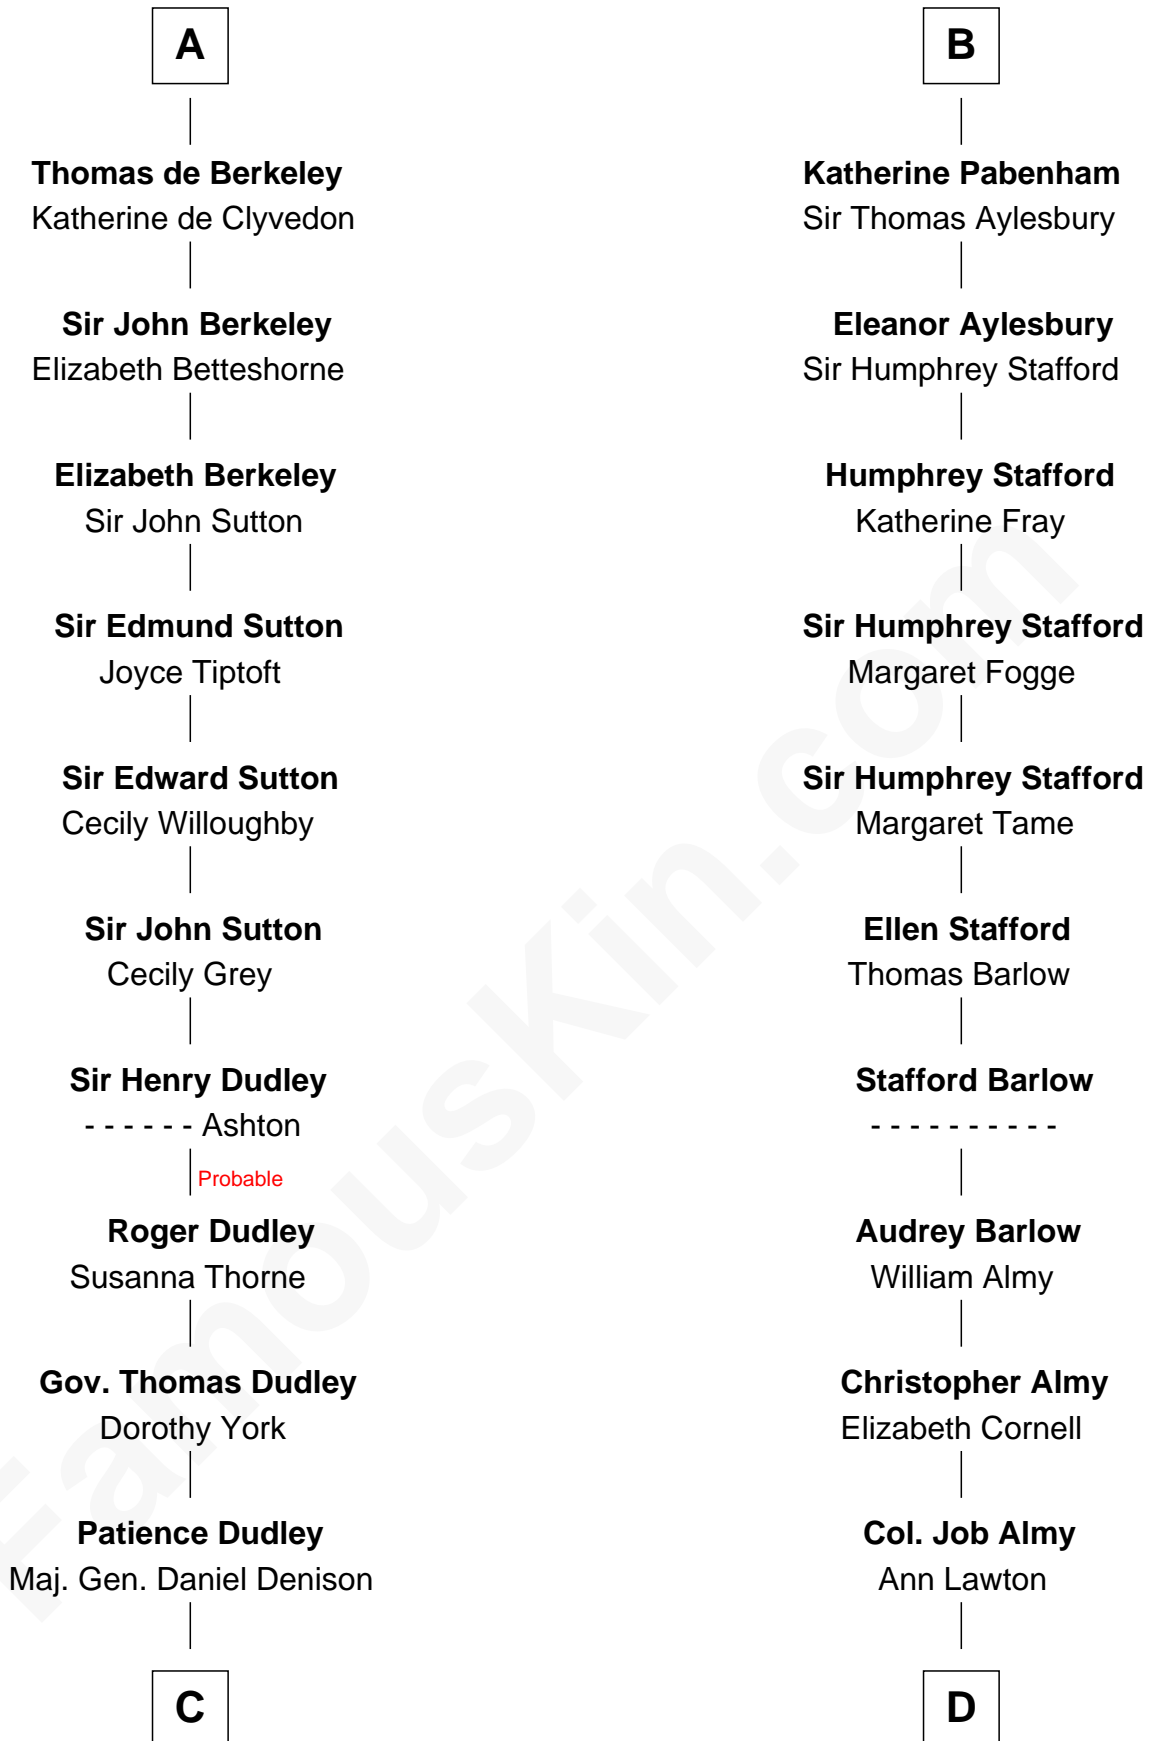 A
Thomas de Berkeley
Katherine de Clyvedon
Sir John Berkeley
Elizabeth Betteshorne
Elizabeth Berkeley
Sir John Sutton
Sir Edmund Sutton
Joyce Tiptoft
Sir Edward Sutton
Cecily Willoughby
Sir John Sutton
Cecily Grey
Sir Henry Dudley
- - - - - - Ashton
Probable
Roger Dudley
Susanna Thorne
Gov. Thomas Dudley
Dorothy York
Patience Dudley
Maj. Gen. Daniel Denison
C
B
Katherine Pabenham
Sir Thomas Aylesbury
Eleanor Aylesbury
Sir Humphrey Stafford
Humphrey Stafford
Katherine Fray
Sir Humphrey Stafford
Margaret Fogge
Sir Humphrey Stafford
Margaret Tame
Ellen Stafford
Thomas Barlow
Stafford Barlow
- - - - - - - - - -
Audrey Barlow
William Almy
Christopher Almy
Elizabeth Cornell
Col. Job Almy
Ann Lawton
D
FamousKin.com